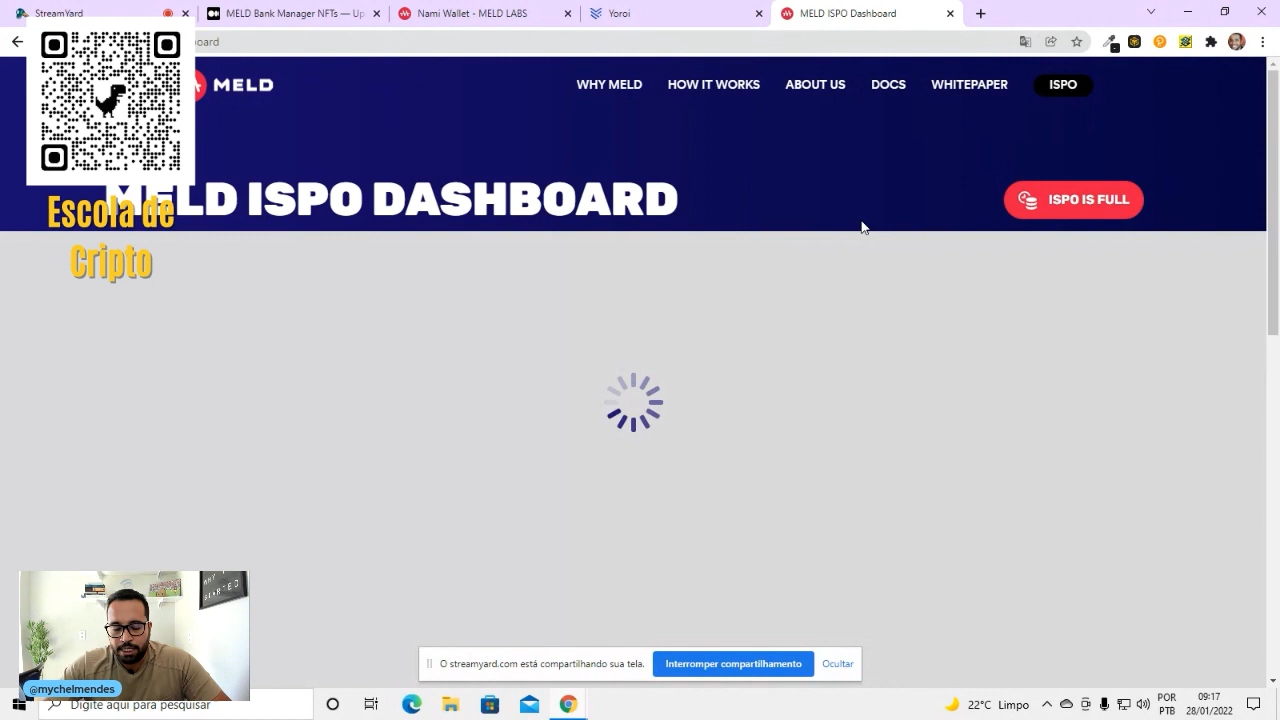 StreamYard
MELD Bank Manager NFTs — Up
Nami Wallet - MELD LABS
Yoroi
MELD ISPO Dashboard
board
MELD
WHY MELD
HOW IT WORKS
ABOUT US
DOCS
WHITEPAPER
ISPO
MELD ISPO DASHBOARD
ISPO IS FULL
Escola de
Cripto
@mychelmendes
O streamyard.com está compartilhando sua tela.
Interromper compartilhamento
Ocultar
Digite aqui para pesquisar
22°C Limpo
POR
PTB
09:17
28/01/2022